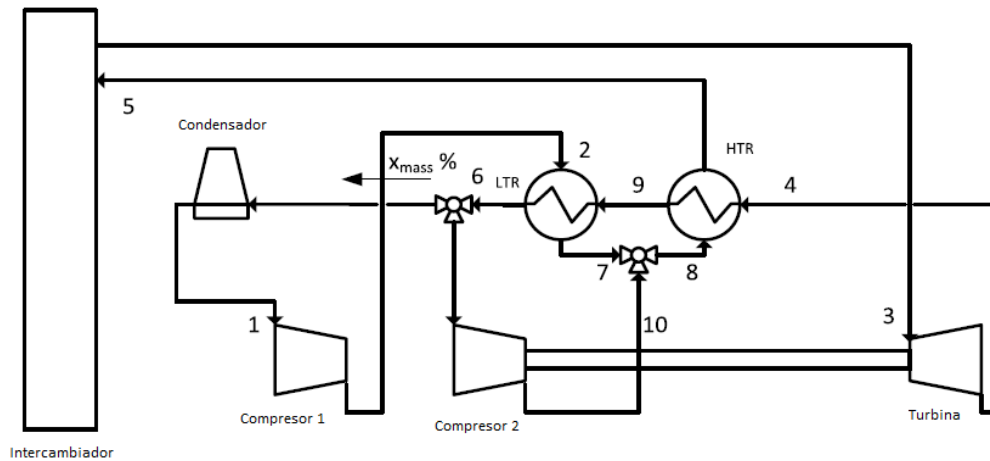 5
Condensador
X mass %
6
LTR
2
HTR
9
4
7
8
1
10
3
Compresor 1
Compresor 2
Turbina
Intercambiador